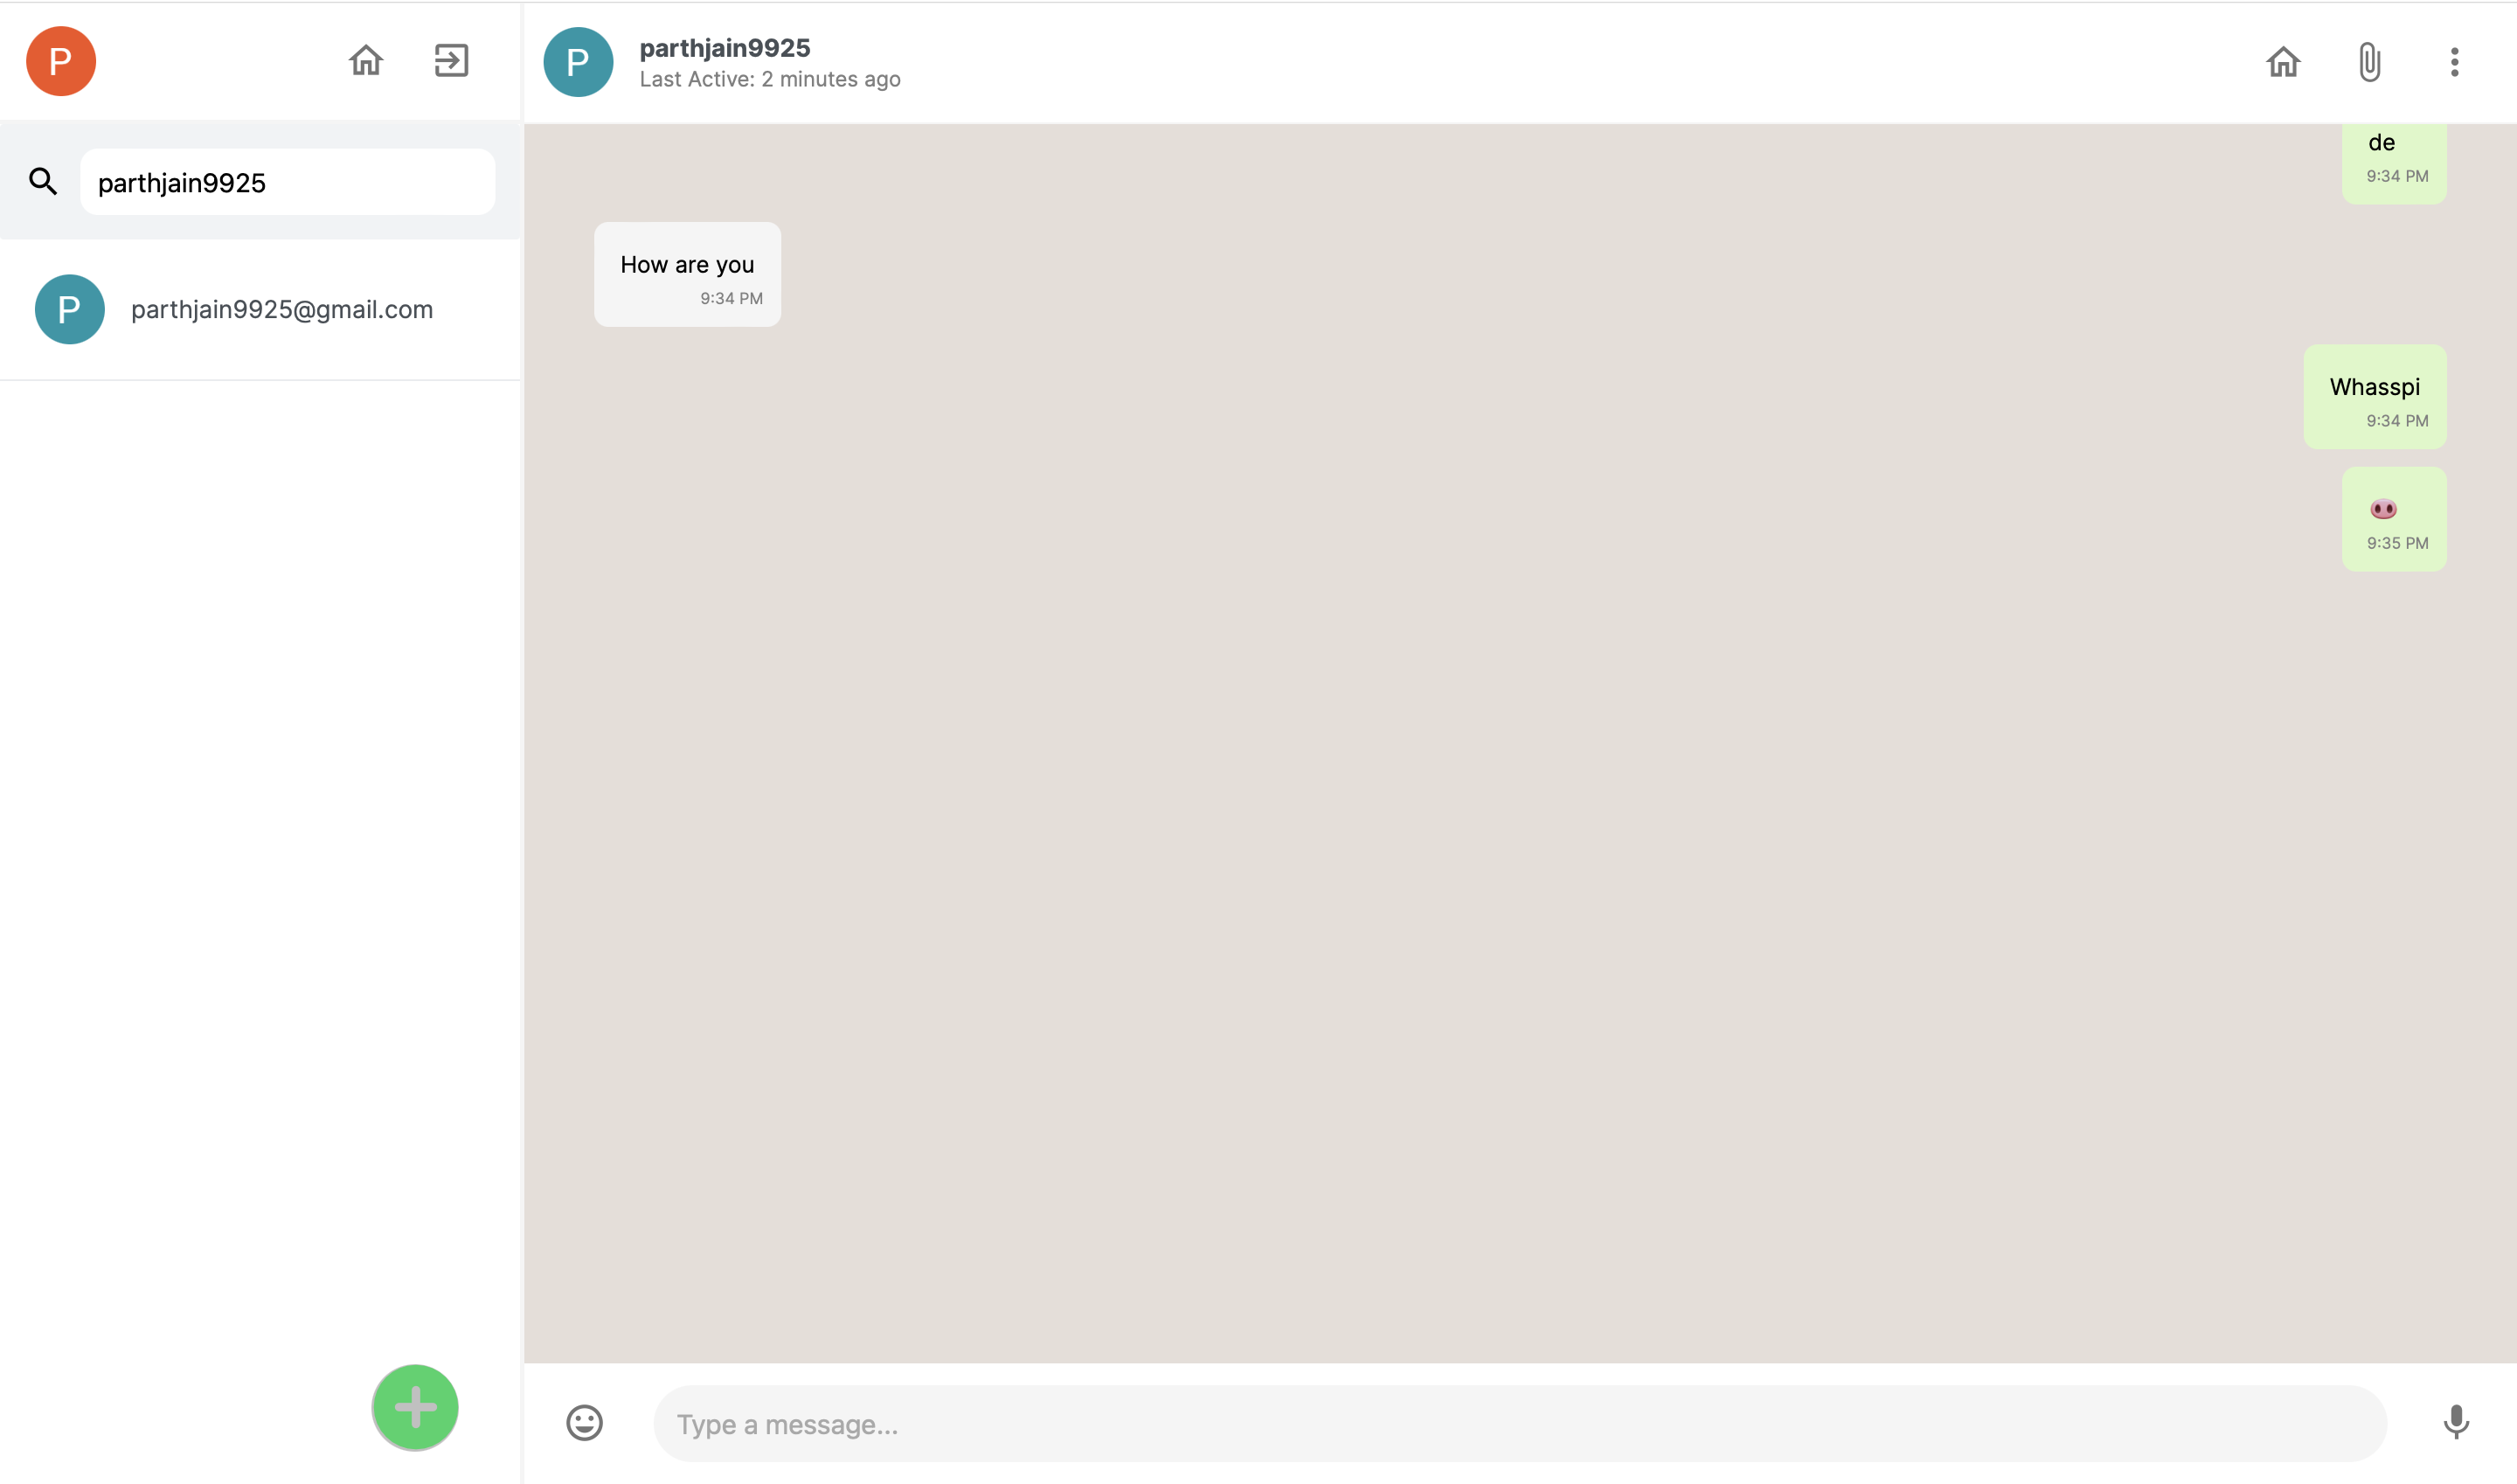 P
parthjain9925
P
parthjain9925@gmail.com
P
parthjain9925
Last Active: 2 minutes ago
de
9:34 PM
How are you
9:34 PM
Whasspi
9:34 PM
🐽
9:35 PM
Type a message...